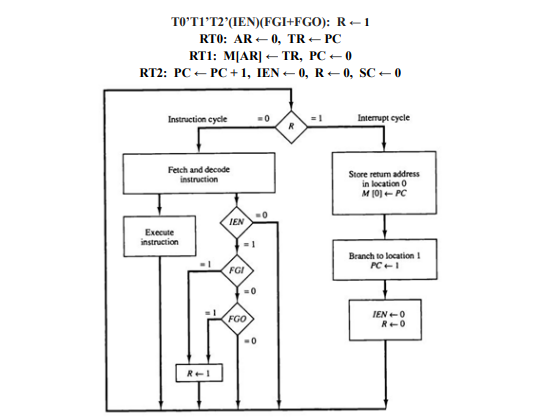 T0'T1'T2'(IEN)(FGI+FGO): R ← 1
RT0: AR ← 0, TR ← PC
RT1: M[AR] ← TR, PC ← 0
RT2: PC ← PC + 1, IEN ← 0, R ← 0, SC ← 0
Instruction cycle
= 0
R
= 1
Interrupt cycle
Fetch and decode
instruction
Store return address
in location 0
M [0] ← PC
IEN
= 0
Execute
instruction
= 1
Branch to location 1
PC ← 1
= 1
FGI
= 0
IEN ← 0
R ← 0
= 1
FGO
= 0
R ← 1